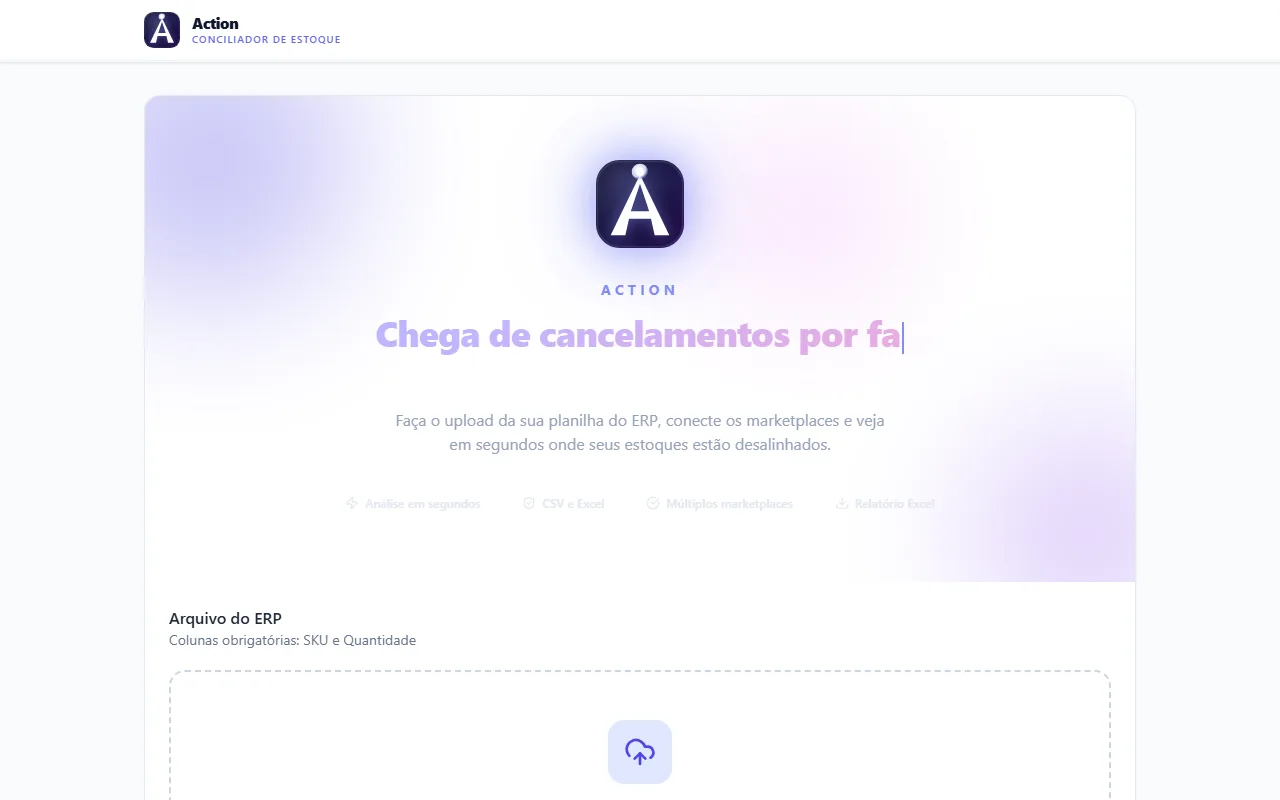 Action
CONCILIADOR DE ESTOQUE
ACTION
Chega de cancelamentos por fa
Faça o upload da sua planilha do ERP, conecte os marketplaces e veja
em segundos onde seus estoques estão desalinhados.
Análise em segundos
CSV e Excel
Múltiplos marketplaces
Relatório Excel
Arquivo do ERP
Colunas obrigatórias: SKU e Quantidade